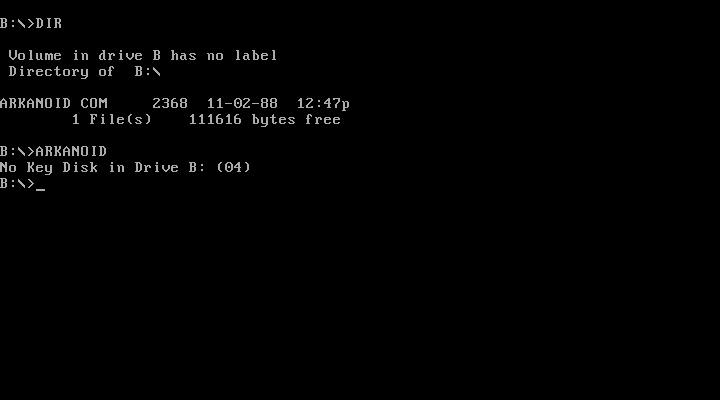 B:\>DIR
Volume in drive B has no label
Directory of  B:\
ARKANOID COM     2368  11-02-88  12:47p
1 File(s)    111616 bytes free
B:\>ARKANOID
No Key Disk in Drive B: (04)
B:\>_